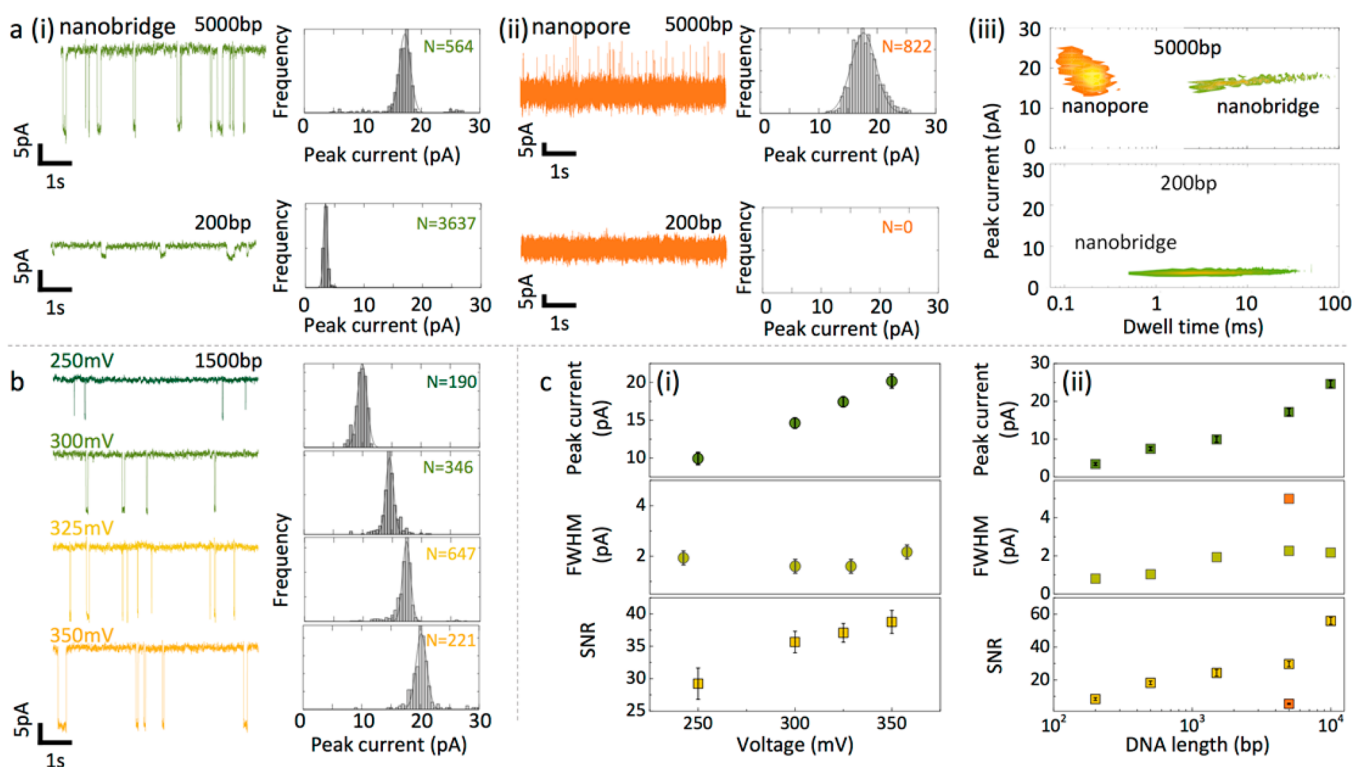 a (i) nanobridge 5000bp
5pA
1s
Frequency
N=564
0 10 20 30
Peak current (pA)
200bp
5pA
1s
Frequency
N=3637
0 10 20 30
Peak current (pA)
(ii) nanopore 5000bp
5pA
1s
Frequency
N=822
0 10 20 30
Peak current (pA)
200bp
5pA
1s
Frequency
N=0
0 10 20 30
Peak current (pA)
(iii)
Peak current (pA)
30
20
10
0
5000bp
nanopore
nanobridge
30
20
10
0
200bp
nanobridge
0.1 1 10 100
Dwell time (ms)
b
250mV 1500bp
300mV
325mV
350mV
5pA
1s
Frequency
N=190
N=346
N=647
N=221
0 10 20 30
Peak current (pA)
c (i)
Peak current
(pA)
20
15
10
FWHM
(pA)
4
2
SNR
40
35
30
25
250 300 350
Voltage (mV)
(ii)
Peak current
(pA)
30
20
10
0
FWHM
(pA)
4
2
0
SNR
60
40
20
10² 10³ 10⁴
DNA length (bp)